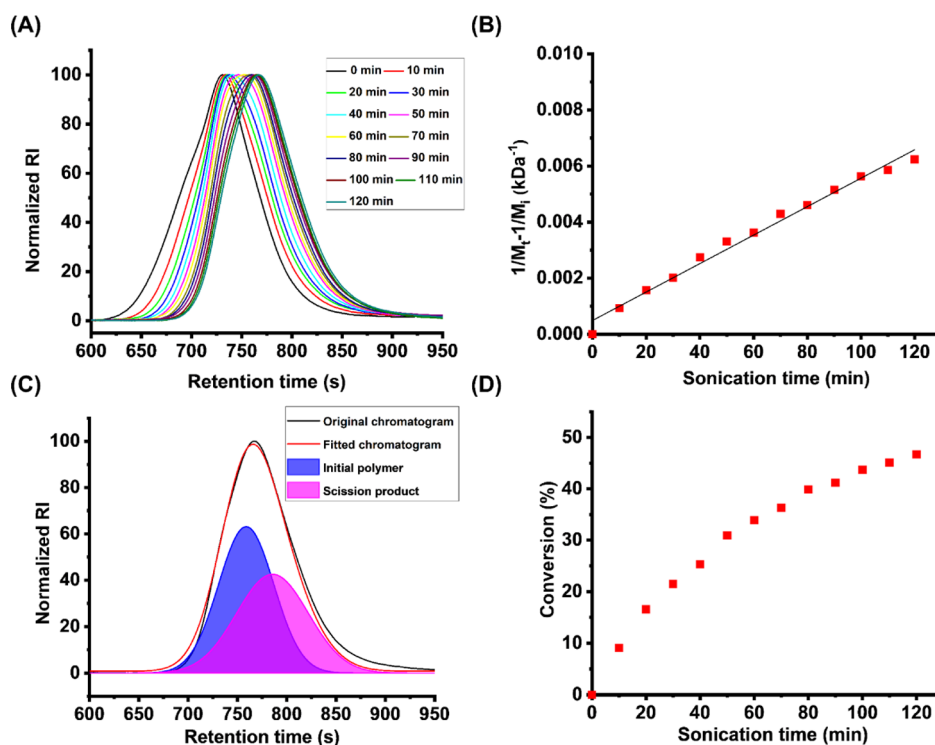 (A)
Normalized RI
100
80
60
40
20
0
0 min 10 min
20 min 30 min
40 min 50 min
60 min 70 min
80 min 90 min
100 min 110 min
120 min
600 650 700 750 800 850 900 950
Retention time (s)
(B)
1/Mt-1/Mi (kDa-1)
0.010
0.008
0.006
0.004
0.002
0.000
0 20 40 60 80 100 120
Sonication time (min)
(C)
Normalized RI
100
80
60
40
20
0
Original chromatogram
Fitted chromatogram
Initial polymer
Scission product
600 650 700 750 800 850 900 950
Retention time (s)
(D)
Conversion (%)
50
40
30
20
10
0
0 20 40 60 80 100 120
Sonication time (min)